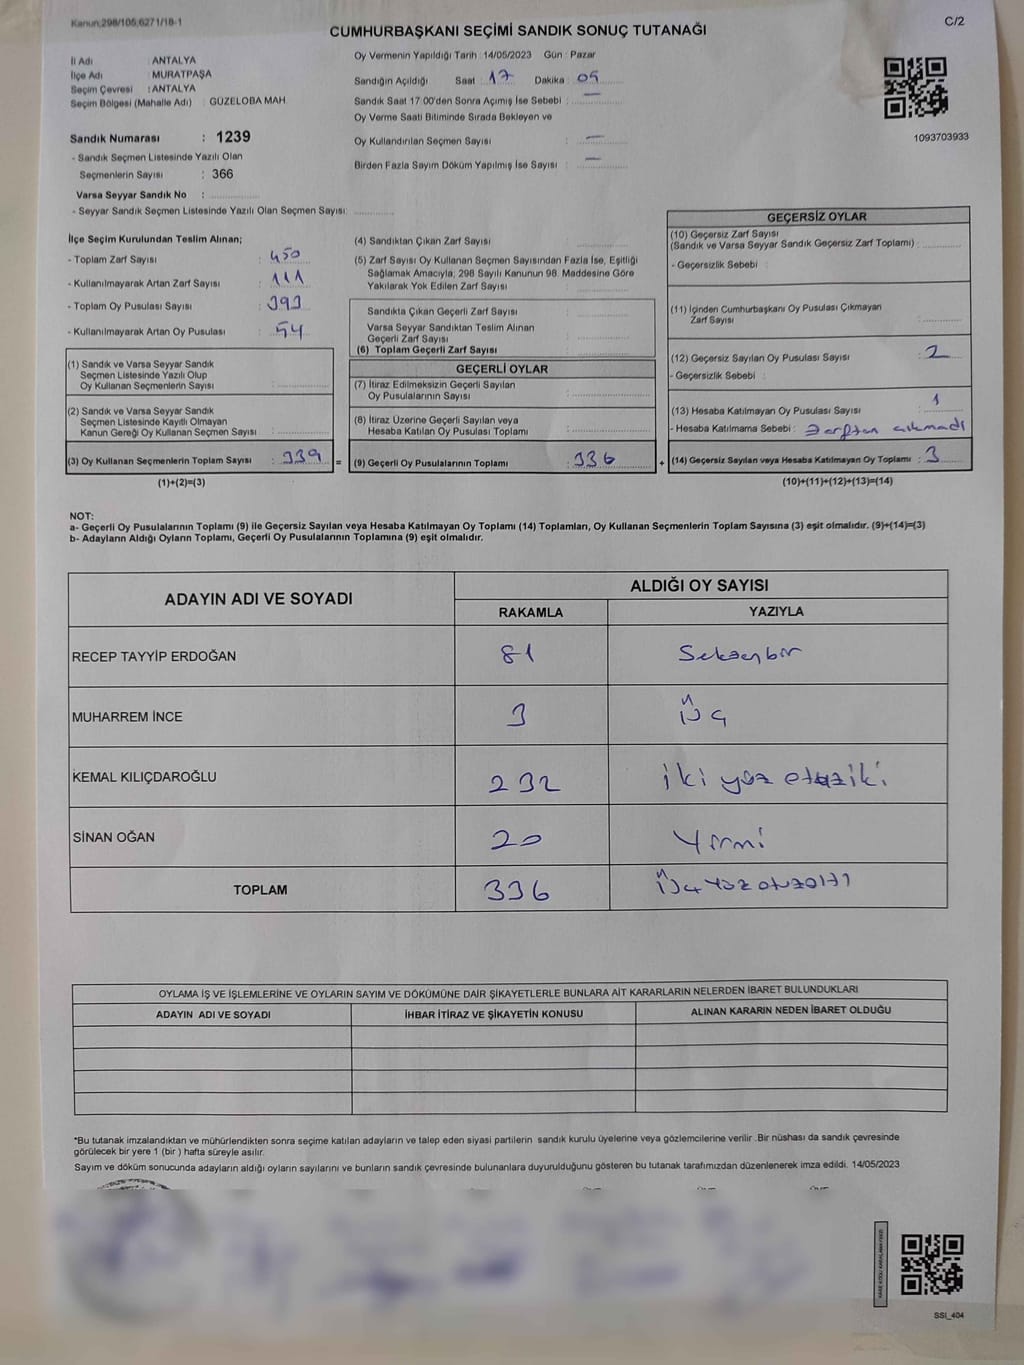 Kanun;298/105;6271/18-1
C/2
CUMHURBAŞKANI SEÇİMİ SANDIK SONUÇ TUTANAĞI
İl Adı : ANTALYA
İlçe Adı : MURATPAŞA
Seçim Çevresi : ANTALYA
Seçim Bölgesi (Mahalle Adı) : GÜZELOBA MAH.
Sandık Numarası : 1239
- Sandık Seçmen Listesinde Yazılı Olan
Seçmenlerin Sayısı : 366
Varsa Seyyar Sandık No :
- Seyyar Sandık Seçmen Listesinde Yazılı Olan Seçmen Sayısı:
Oy Vermenin Yapıldığı Tarih :14/05/2023 Gün : Pazar
Sandığın Açıldığı Saat : 17 Dakika : 05
Sandık Saat 17:00'den Sonra Açımış İse Sebebi : —
Oy Verme Saati Bitiminde Sırada Bekleyen ve
Oy Kullandırılan Seçmen Sayısı : —
Birden Fazla Sayım Döküm Yapılmış İse Sayısı : —
1093703933
İlçe Seçim Kurulundan Teslim Alınan;
- Toplam Zarf Sayısı : 450
- Kullanılmayarak Artan Zarf Sayısı : 111
- Toplam Oy Pusulası Sayısı : 393
- Kullanılmayarak Artan Oy Pusulası : 54
(1) Sandık ve Varsa Seyyar Sandık
Seçmen Listesinde Yazılı Olup
Oy Kullanan Seçmenlerin Sayısı :
(2) Sandık ve Varsa Seyyar Sandık
Seçmen Listesinde Kayıtlı Olmayan
Kanun Gereği Oy Kullanan Seçmen Sayısı :
(3) Oy Kullanan Seçmenlerin Toplam Sayısı : 339 =
(1)+(2)=(3)
(4) Sandıktan Çıkan Zarf Sayısı :
(5) Zarf Sayısı Oy Kullanan Seçmen Sayısından Fazla İse, Eşitliği
Sağlamak Amacıyla; 298 Sayılı Kanunun 98. Maddesine Göre
Yakılarak Yok Edilen Zarf Sayısı :
Sandıkta Çıkan Geçerli Zarf Sayısı :
Varsa Seyyar Sandıktan Teslim Alınan
Geçerli Zarf Sayısı :
(6) Toplam Geçerli Zarf Sayısı :
GEÇERLİ OYLAR
(7) İtiraz Edilmeksizin Geçerli Sayılan
Oy Pusulalarının Sayısı :
(8) İtiraz Üzerine Geçerli Sayılan veya
Hesaba Katılan Oy Pusulası Toplamı :
(9) Geçerli Oy Pusulalarının Toplamı : 336 +
GEÇERSİZ OYLAR
(10) Geçersiz Zarf Sayısı
(Sandık ve Varsa Seyyar Sandık Geçersiz Zarf Toplamı) :
- Geçersizlik Sebebi :
(11) İçinden Cumhurbaşkanı Oy Pusulası Çıkmayan
Zarf Sayısı :
(12) Geçersiz Sayılan Oy Pusulası Sayısı : 2
- Geçersizlik Sebebi :
(13) Hesaba Katılmayan Oy Pusulası Sayısı : 1
- Hesaba Katılmama Sebebi : Zarftan çıkmadı
(14) Geçersiz Sayılan veya Hesaba Katılmayan Oy Toplamı : 3
(10)+(11)+(12)+(13)=(14)
NOT:
a- Geçerli Oy Pusulalarının Toplamı (9) ile Geçersiz Sayılan veya Hesaba Katılmayan Oy Toplamı (14) Toplamları, Oy Kullanan Seçmenlerin Toplam Sayısına (3) eşit olmalıdır. (9)+(14)=(3)
b- Adayların Aldığı Oyların Toplamı, Geçerli Oy Pusulalarının Toplamına (9) eşit olmalıdır.
ADAYIN ADI VE SOYADI
ALDIĞI OY SAYISI
RAKAMLA YAZIYLA
RECEP TAYYİP ERDOĞAN 81 Seksenbir
MUHARREM İNCE 3 Üç
KEMAL KILIÇDAROĞLU 232 iki yüz otuziki
SİNAN OĞAN 20 Yirmi
TOPLAM 336 Üçyüzotuzaltı
OYLAMA İŞ VE İŞLEMLERİNE VE OYLARIN SAYIM VE DÖKÜMÜNE DAİR ŞİKAYETLERLE BUNLARA AİT KARARLARIN NELERDEN İBARET BULUNDUKLARI
ADAYIN ADI VE SOYADI İHBAR İTİRAZ VE ŞİKAYETİN KONUSU ALINAN KARARIN NEDEN İBARET OLDUĞU
*Bu tutanak imzalandıktan ve mühürlendikten sonra seçime katılan adayların ve talep eden siyasi partilerin sandık kurulu üyelerine veya gözlemcilerine verilir .Bir nüshası da sandık çevresinde
görülecek bir yere 1 (bir ) hafta süreyle asılır.
Sayım ve döküm sonucunda adayların aldığı oyların sayılarını ve bunların sandık çevresinde bulunanlara duyurulduğunu gösteren bu tutanak tarafımızdan düzenlenerek imza edildi. 14/05/2023
SSI_404